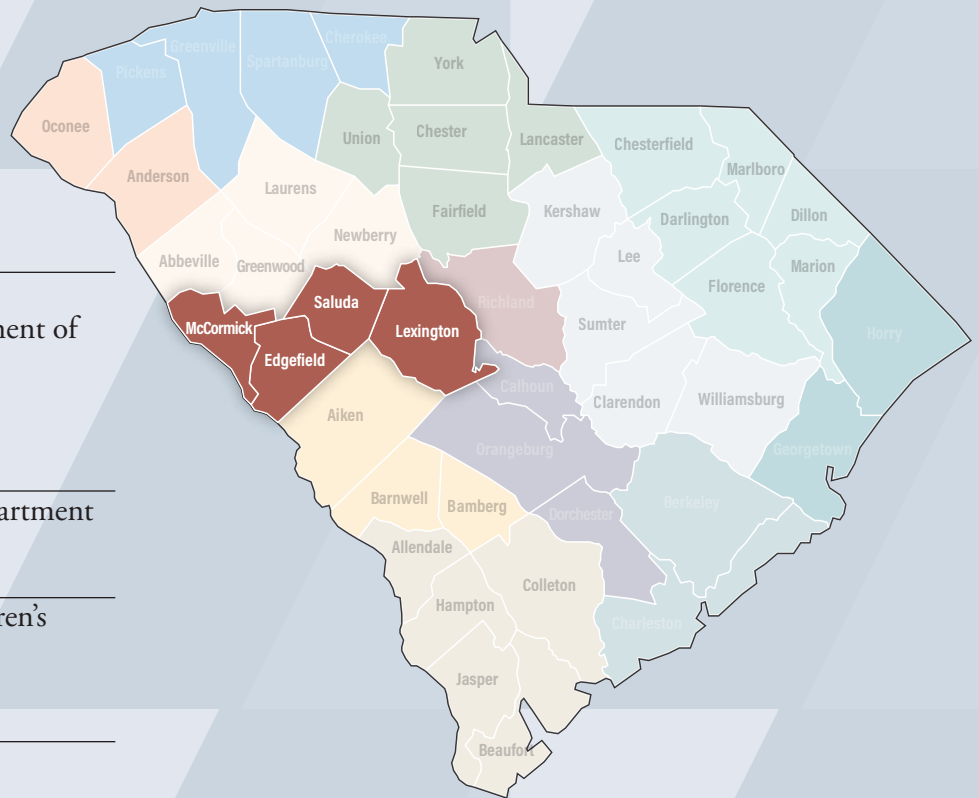 Cherokee
Greenville
Spartanburg
York
Pickens
Oconee
Union
Chester
Lancaster
Chesterfield
Marlboro
Anderson
Laurens
Fairfield
Kershaw
Darlington
Dillon
Newberry
Lee
Abbeville
Greenwood
Marion
Florence
ment of
McCormick
Saluda
Lexington
Richland
Sumter
Horry
Edgefield
Calhoun
Clarendon
Williamsburg
Aiken
Orangeburg
Georgetown
artment
Barnwell
Bamberg
Dorchester
Berkeley
Allendale
Colleton
ren's
Hampton
Charleston
Jasper
Beaufort